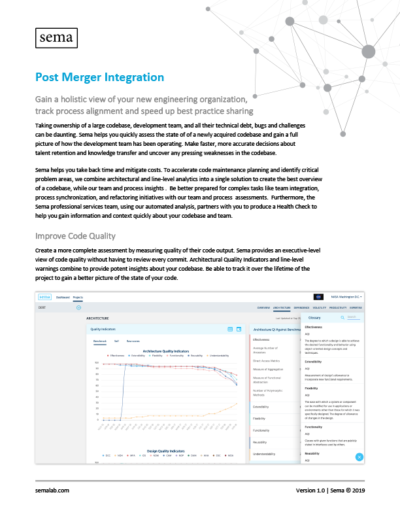 sema
Post Merger Integration
Gain a holistic view of your new engineering organization,
track process alignment and speed up best practice sharing
Taking ownership of a large codebase, development team, and all their technical debt, bugs and challenges
can be daunting. Sema helps you quickly assess the state of of a newly acquired codebase and gain a full
picture of how the development team has been operating. Make faster, more accurate decisions about
talent retention and knowledge transfer and uncover any pressing weaknesses in the codebase.
Sema helps you take back time and mitigate costs. To accelerate code maintenance planning and identify critical
problem areas, we combine architectural and line-level analytics into a single solution to create the best overview
of a codebase, while our team and process insights . Be better prepared for complex tasks like team integration,
process synchronization, and refactoring initiatives with our team and process assessments. Furthermore, the
Sema professional services team, using our automated analysis, partners with you to produce a Health Check to
help you gain information and context quickly about your codebase and team.
Improve Code Quality
Create a more complete assessment by measuring quality of their code output. Sema provides an executive-level
view of code quality without having to review every commit. Architectural Quality Indicators and line-level
warnings combine to provide potent insights about your codebase. Be able to track it over the lifetime of the
project to gain a better picture of the state of your code.
ARCHITECTURE
Quality Indicators
Architecture Quality Indicators
Design Quality Indicators
Effectiveness
Extendibility
Flexibility
Functionality
Reusability
Understandability
semalab.com
Version 1.0 | Sema © 2019